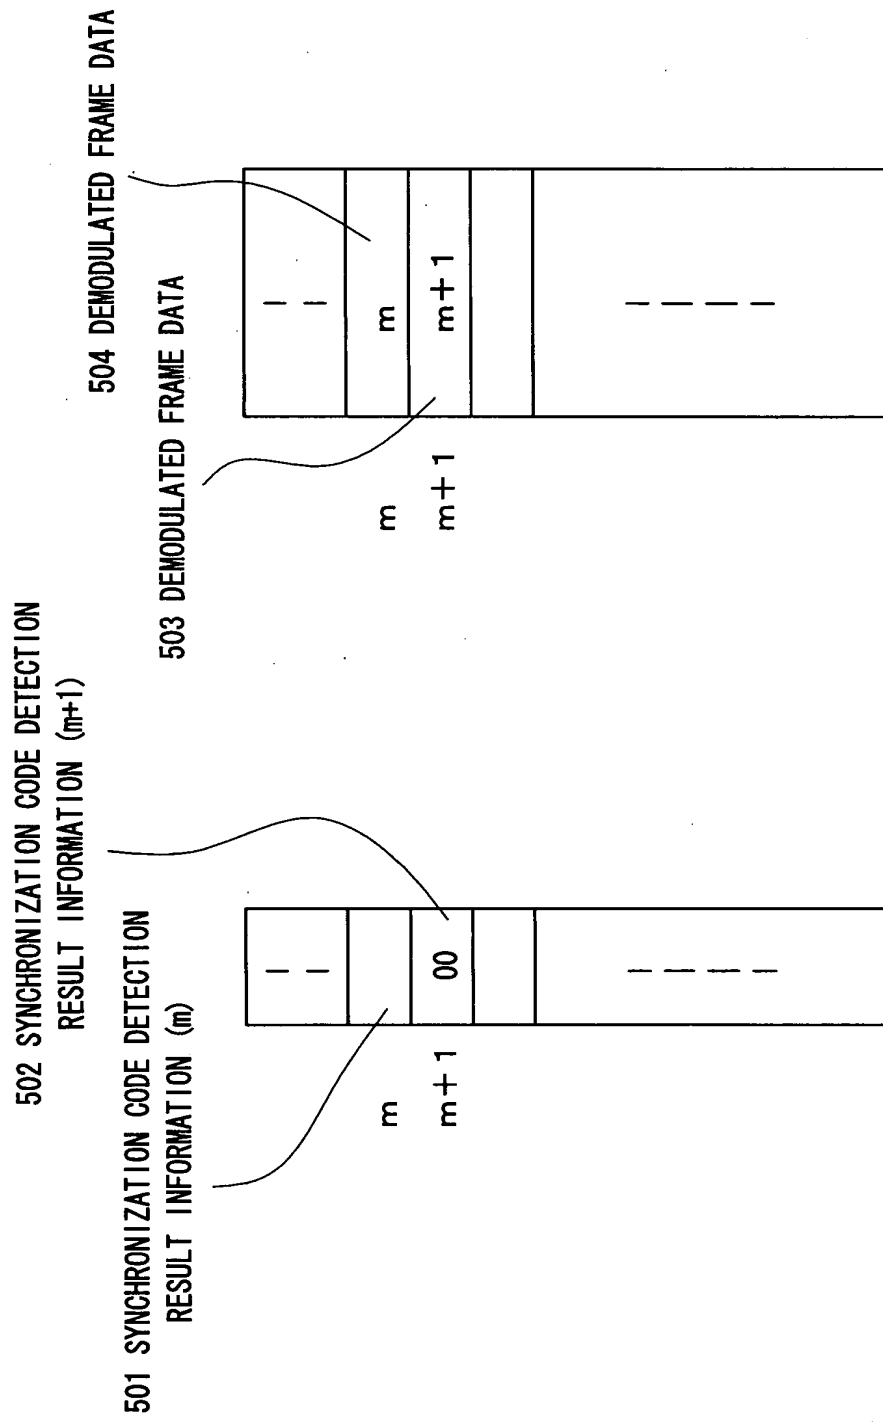 502 SYNCHRONIZATION CODE DETECTION
RESULT INFORMATION (m+1)
501 SYNCHRONIZATION CODE DETECTION
RESULT INFORMATION (m)
504 DEMODULATED FRAME DATA
503 DEMODULATED FRAME DATA
m
m+1
00
m
m
m+1
m+1